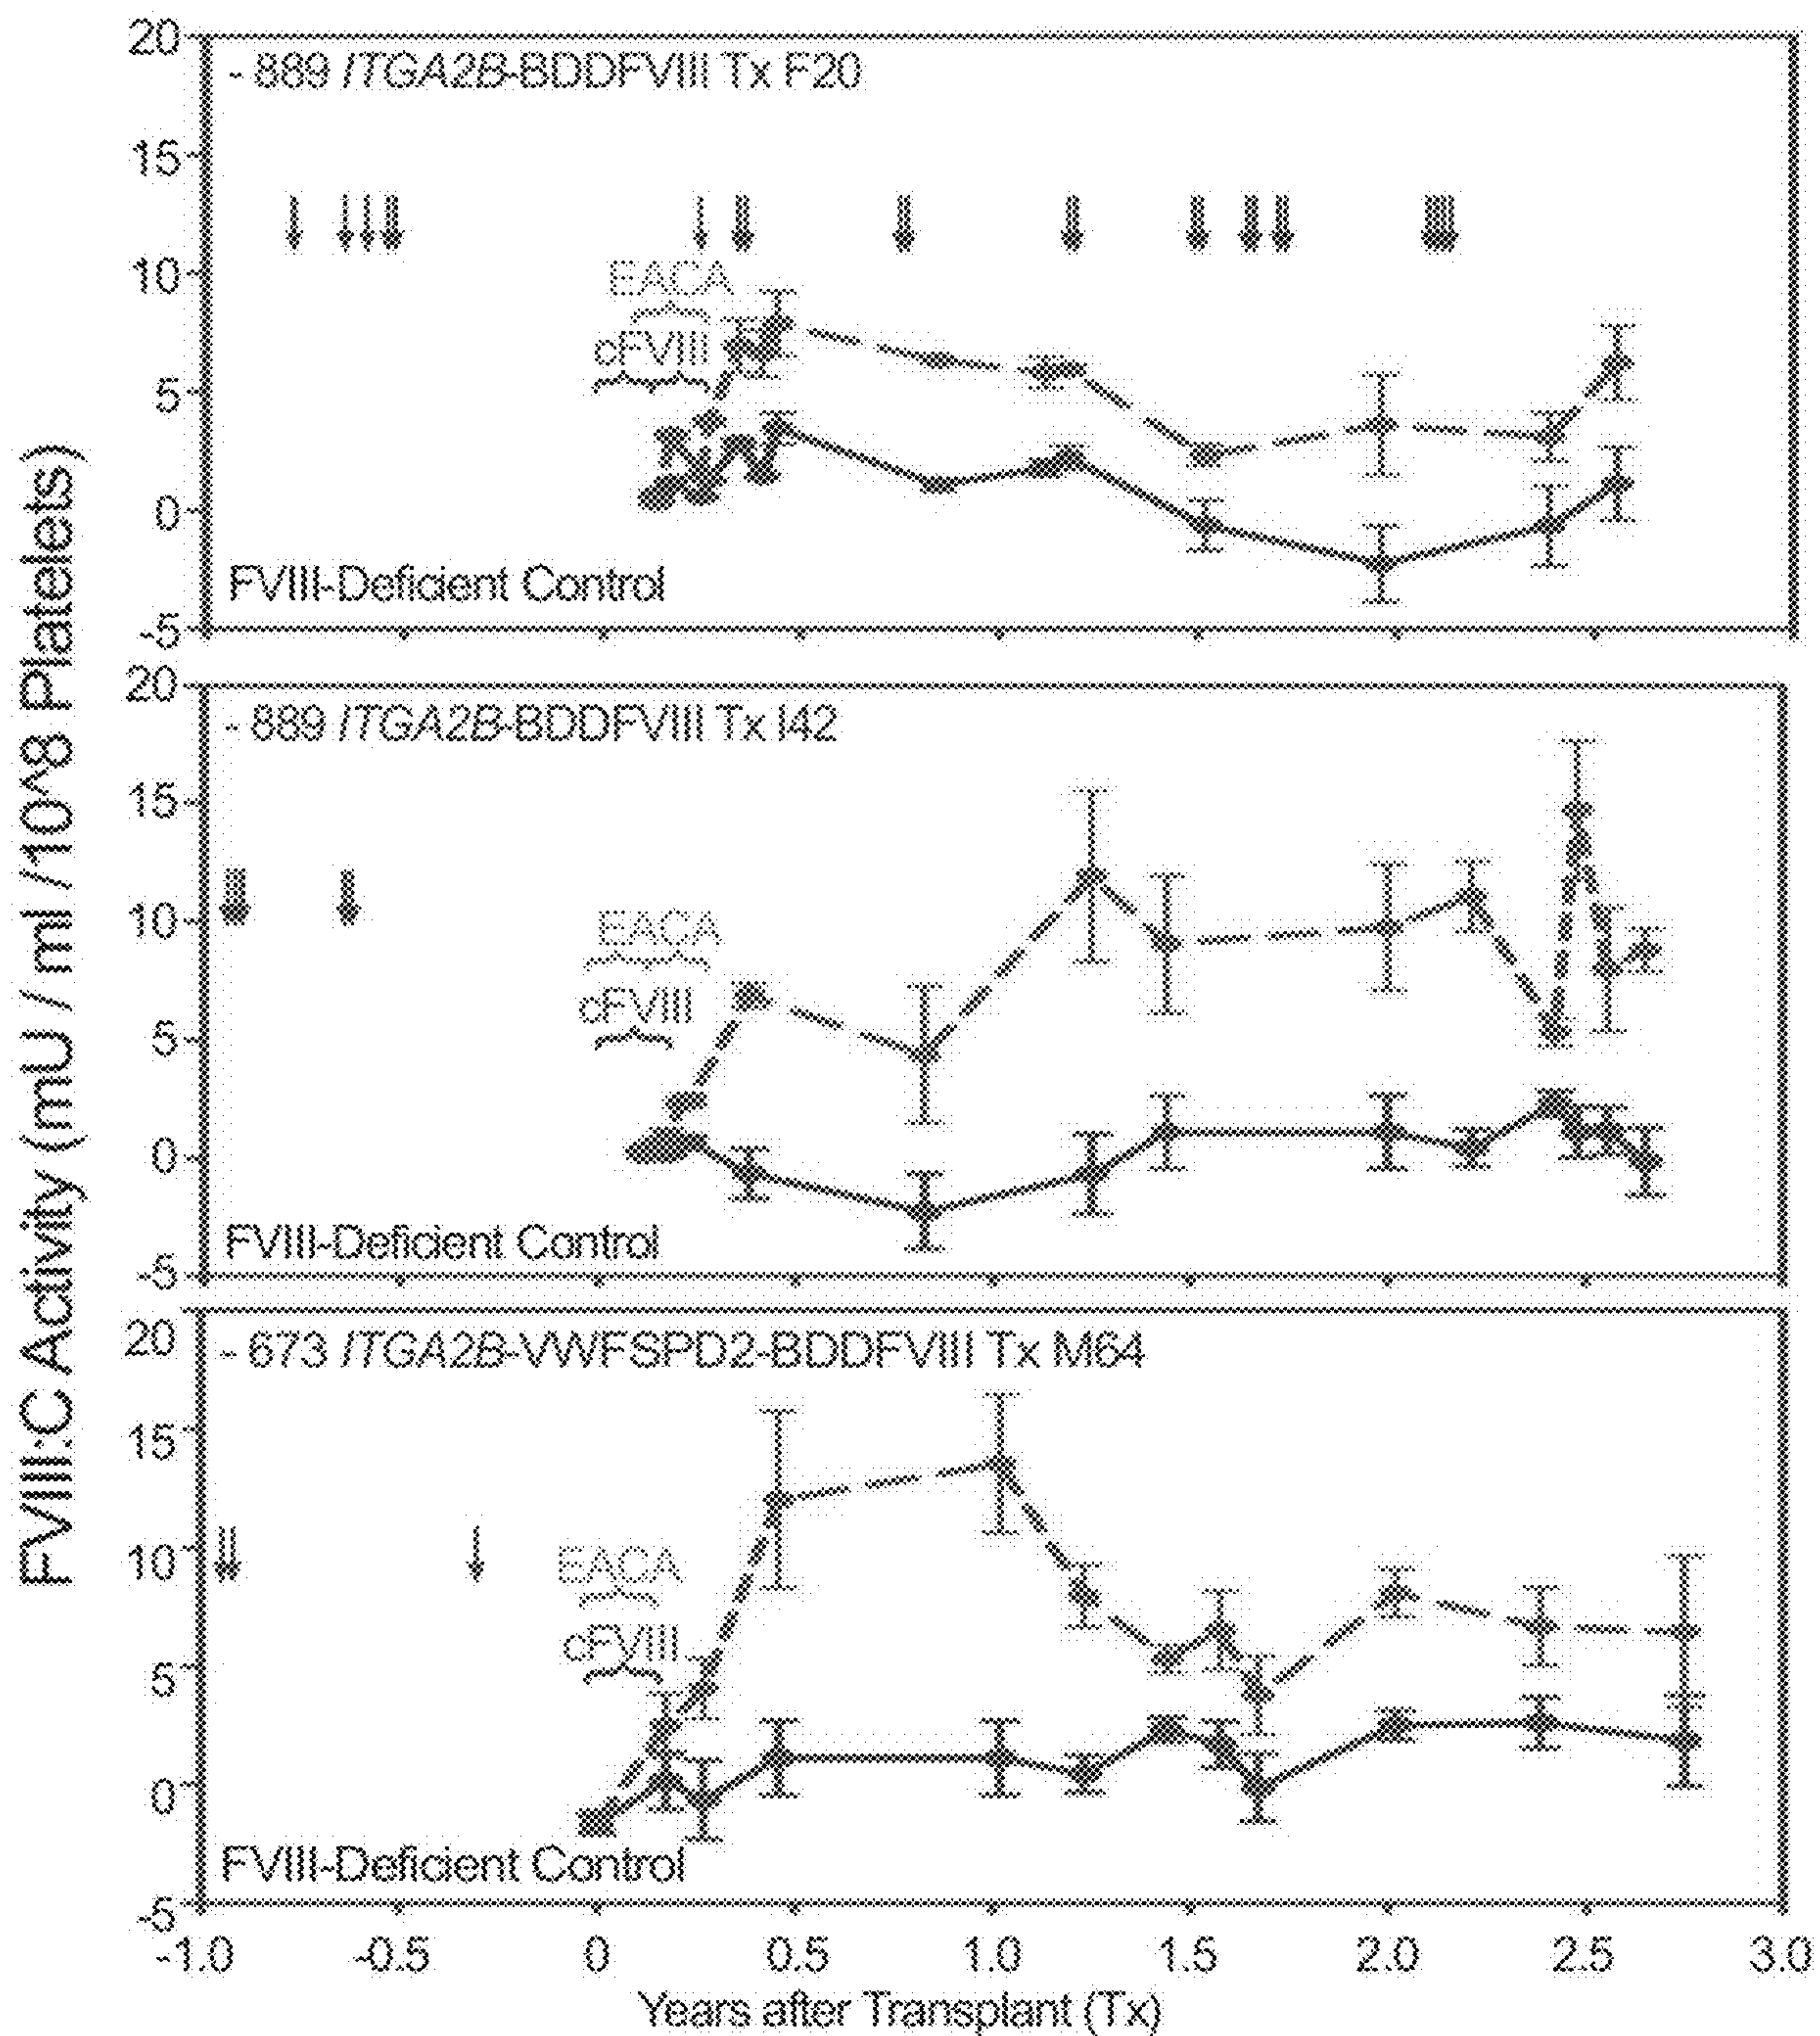 FVIII:C Activity (mU / ml /10^8 Platelets)
20
- 889 ITGA2B-BDDFVIII Tx F20
15
10
EACA
cFVIII
5
0
FVIII-Deficient Control
-5
20
- 889 ITGA2B-BDDFVIII Tx I42
15
10
EACA
cFVIII
5
0
FVIII-Deficient Control
-5
20
- 673 ITGA2B-VWFSPD2-BDDFVIII Tx M64
15
10
EACA
cFVIII
5
0
FVIII-Deficient Control
-5
-1.0 -0.5 0 0.5 1.0 1.5 2.0 2.5 3.0
Years after Transplant (Tx)